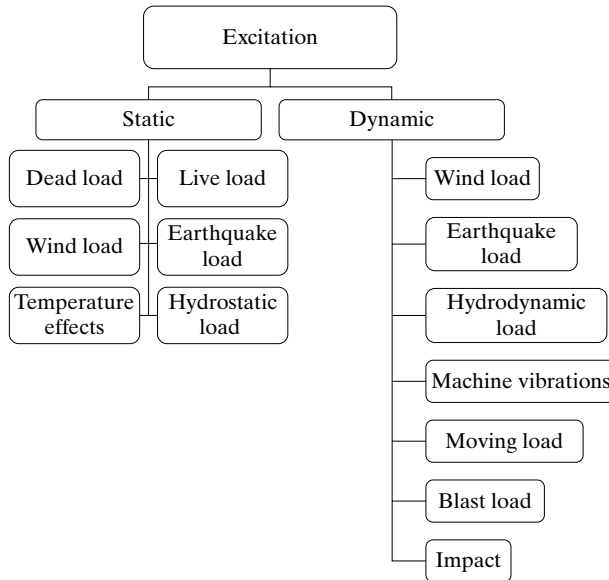 Excitation
Static
Dynamic
Dead load
Live load
Wind load
Earthquake
load
Temperature
effects
Hydrostatic
load
Wind load
Earthquake
load
Hydrodynamic
load
Machine vibrations
Moving load
Blast load
Impact